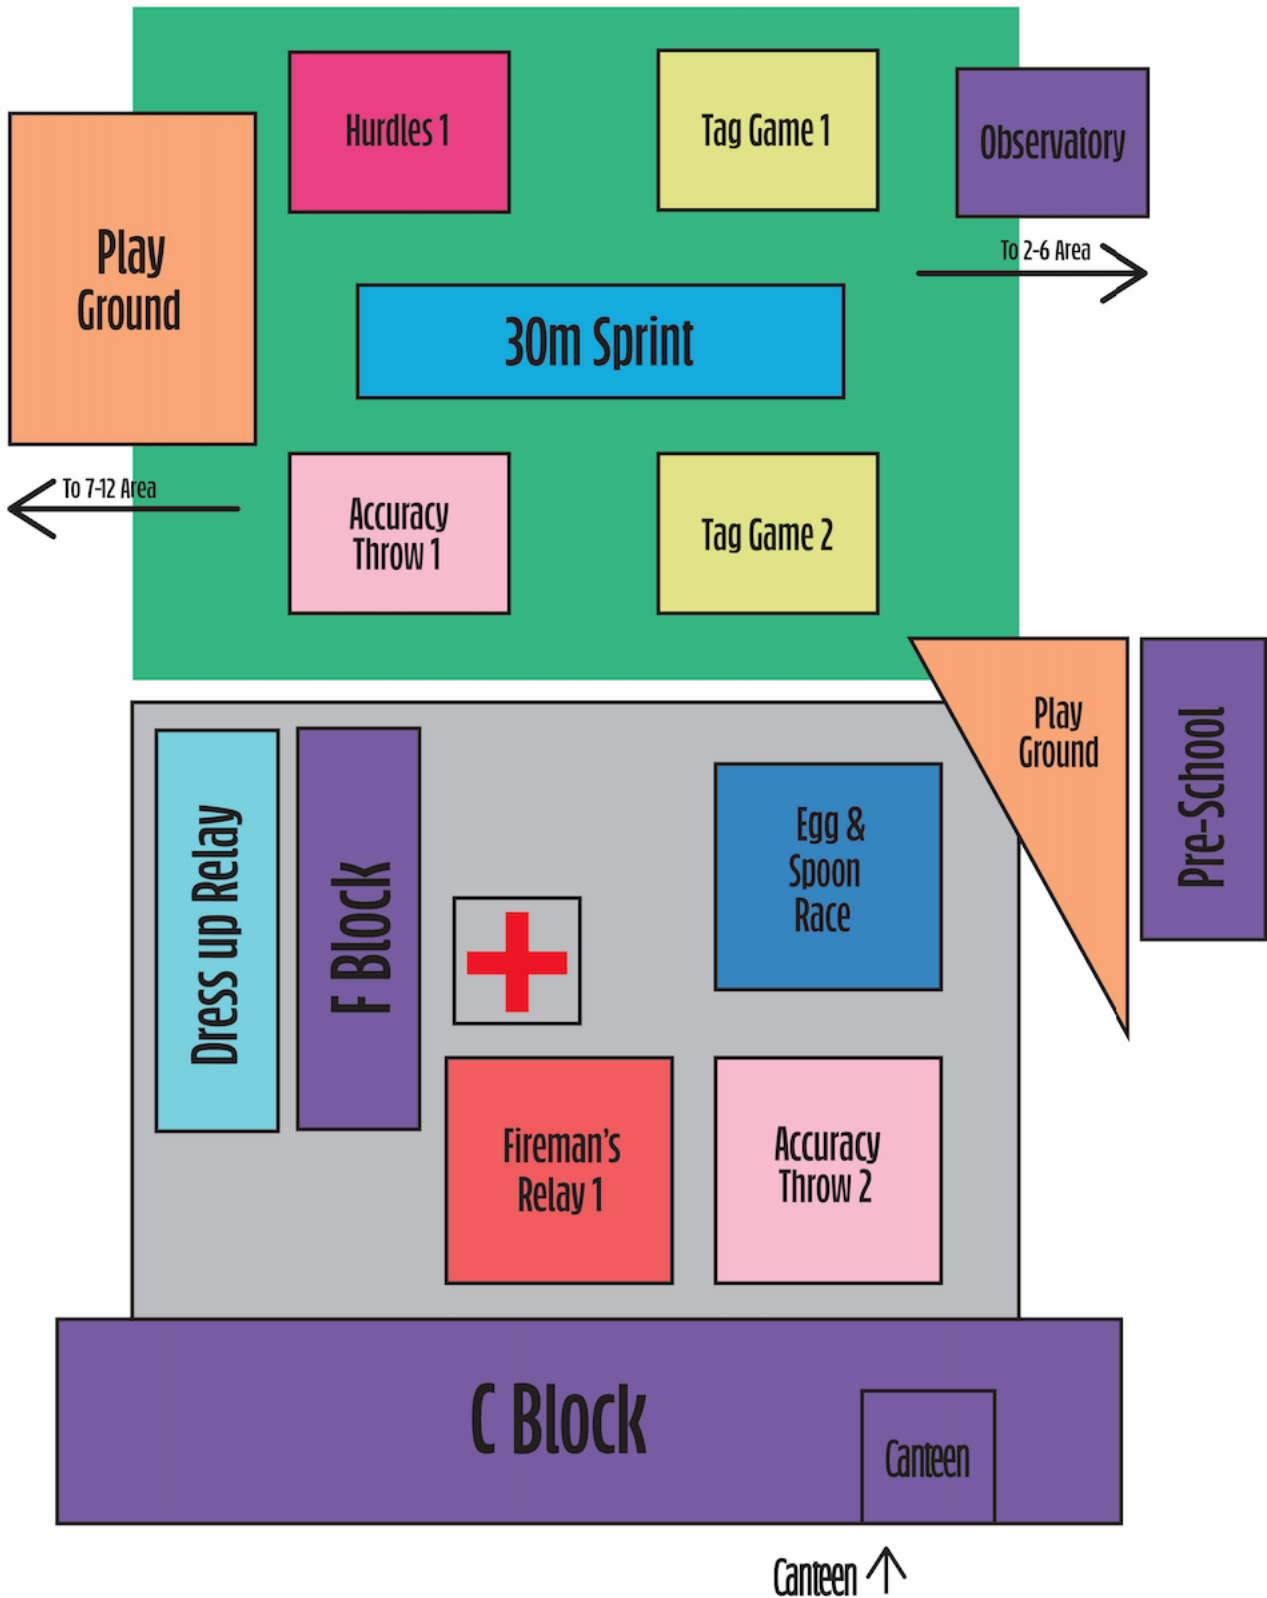 Hurdles 1
Tag Game 1
Observatory
Play
Ground
To 2-6 Area
30m Sprint
To 7-12 Area
Accuracy
Throw 1
Tag Game 2
Play
Ground
Pre-School
Dress up Relay
F Block
Egg &
Spoon
Race
Fireman's
Relay 1
Accuracy
Throw 2
C Block
Canteen
Canteen